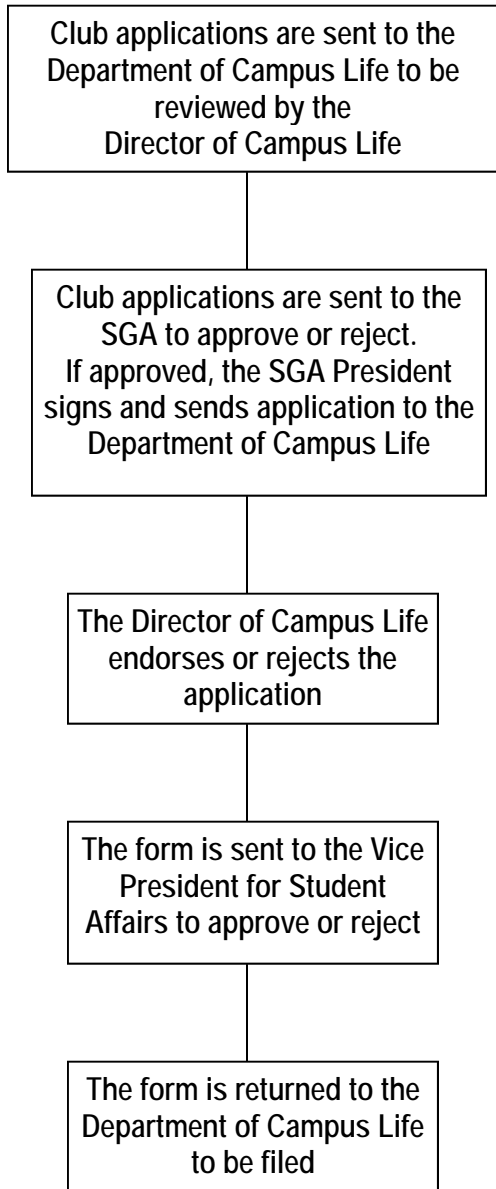 Club applications are sent to the
Department of Campus Life to be
reviewed by the
Director of Campus Life
Club applications are sent to the
SGA to approve or reject.
If approved, the SGA President
signs and sends application to the
Department of Campus Life
The Director of Campus Life
endorses or rejects the
application
The form is sent to the Vice
President for Student
Affairs to approve or reject
The form is returned to the
Department of Campus Life
to be filed